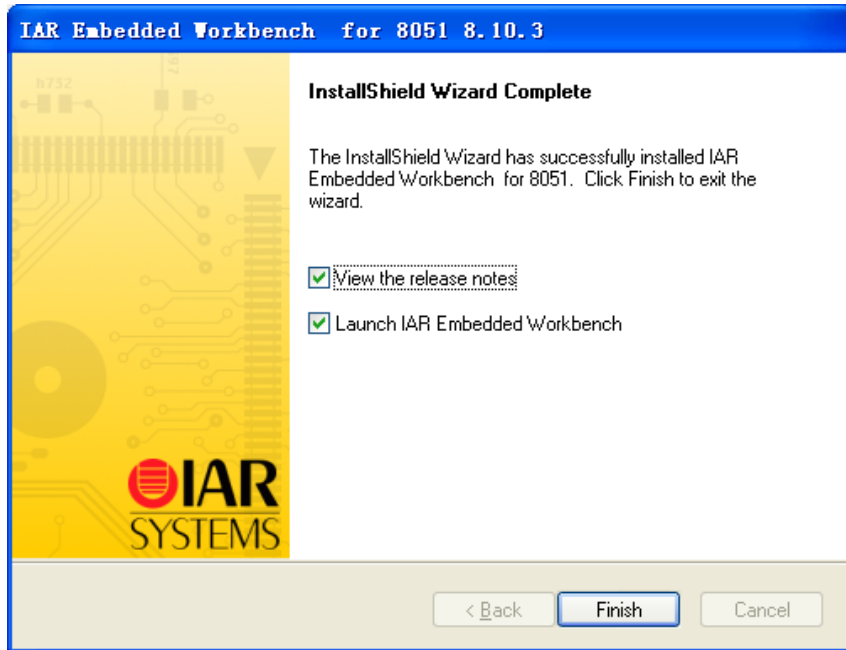 IAR Embedded Workbench for 8051 8.10.3
h732
InstallShield Wizard Complete
The InstallShield Wizard has successfully installed IAR
Embedded Workbench for 8051. Click Finish to exit the
wizard.
View the release notes
Launch IAR Embedded Workbench
IAR
SYSTEMS
< Back
Finish
Cancel